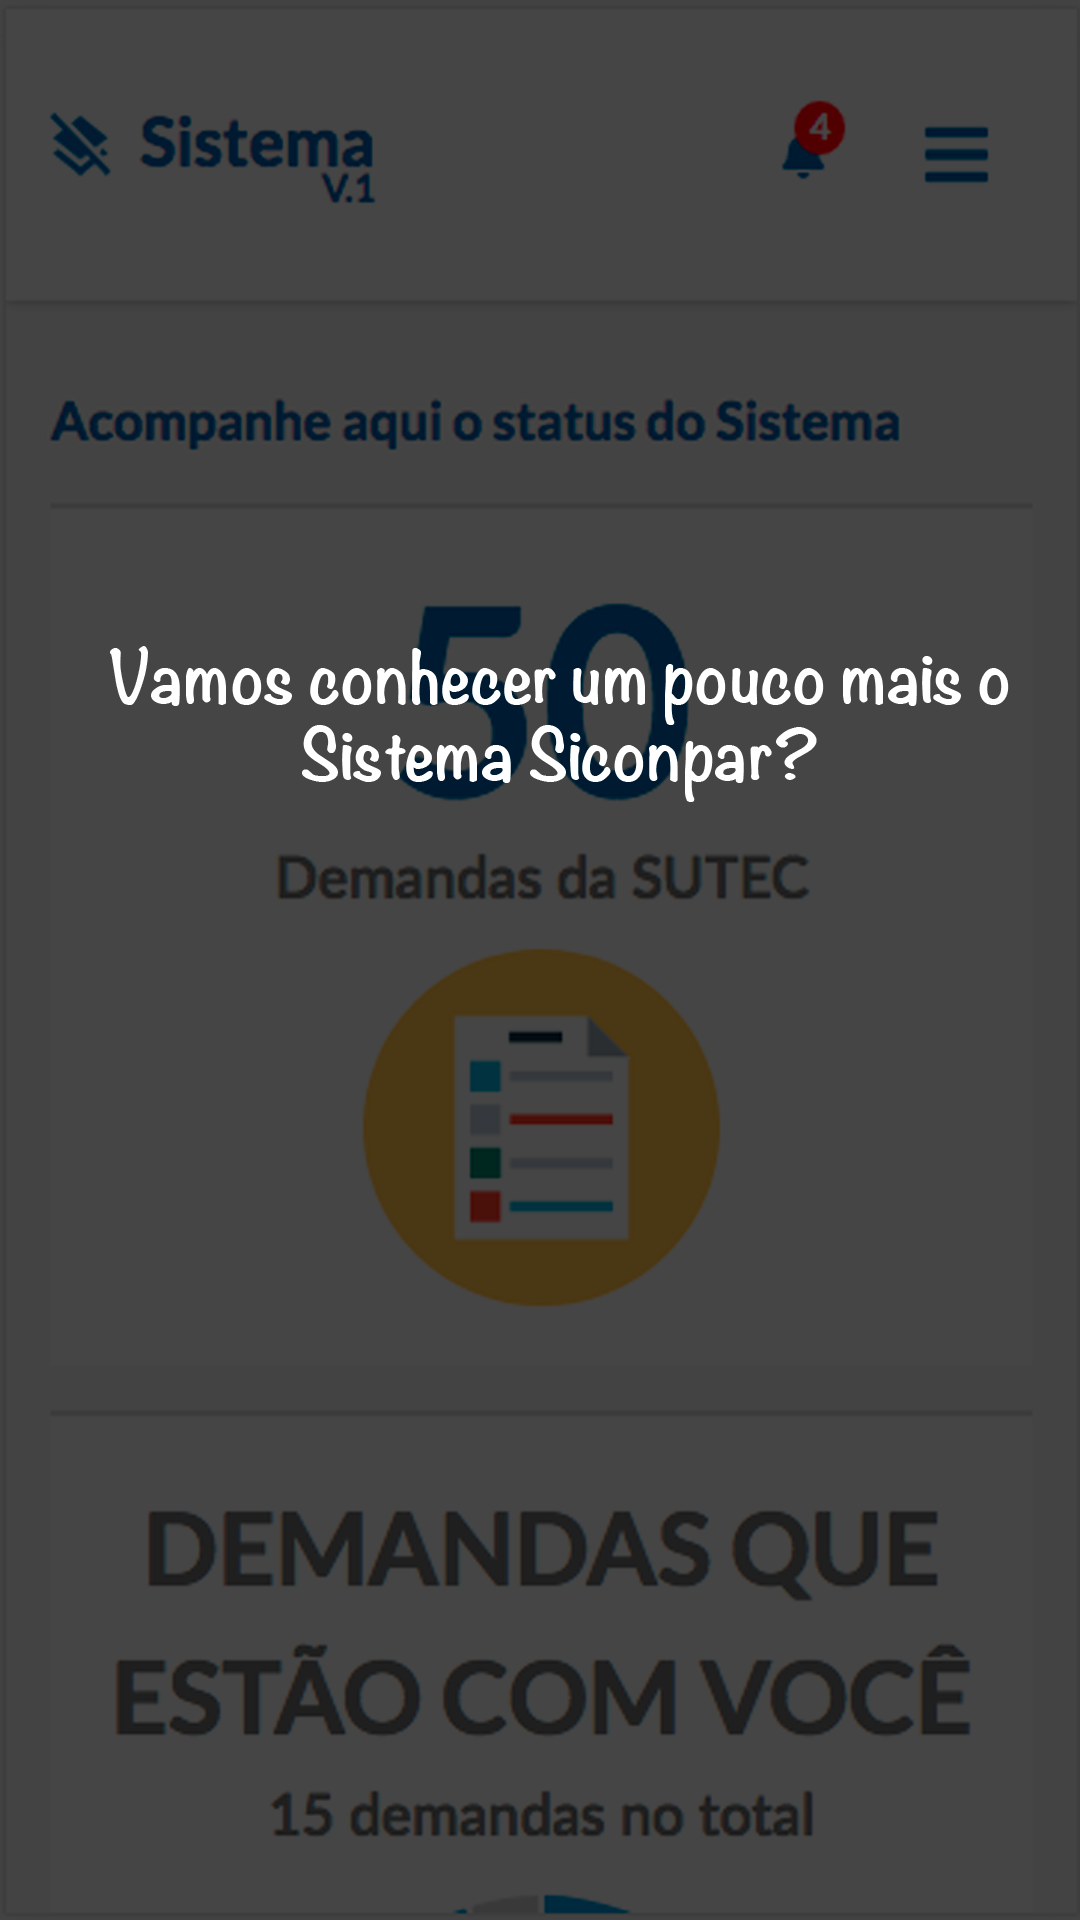 Sistema
V.1
4
Acompanhe aqui o status do Sistema
50
Vamos conhecer um pouco mais o
Sistema Siconpar?
Demandas da SUTEC
DEMANDAS QUE
ESTÃO COM VOCÊ
15 demandas no total